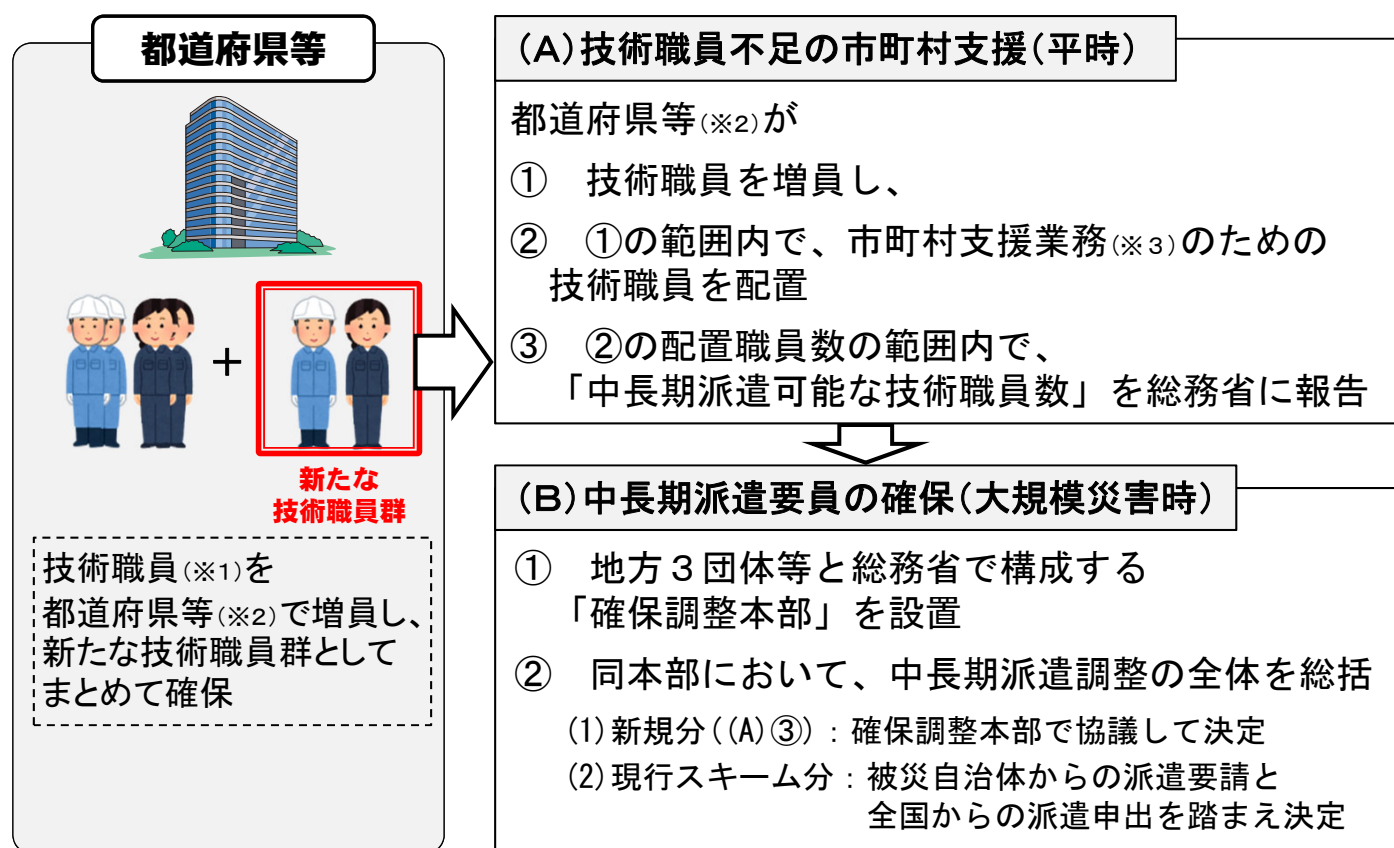 都道府県等
+
新たな
技術職員群
技術職員(※1)を
都道府県等(※2)で増員し、
新たな技術職員群として
まとめて確保
(A)技術職員不足の市町村支援(平時)
都道府県等(※2)が
① 技術職員を増員し、
② ①の範囲内で、市町村支援業務(※3)のための
技術職員を配置
③ ②の配置職員数の範囲内で、
「中長期派遣可能な技術職員数」を総務省に報告
(B)中長期派遣要員の確保(大規模災害時)
① 地方3団体等と総務省で構成する
「確保調整本部」を設置
② 同本部において、中長期派遣調整の全体を総括
(1)新規分((A)③):確保調整本部で協議して決定
(2)現行スキーム分:被災自治体からの派遣要請と
全国からの派遣申出を踏まえ決定